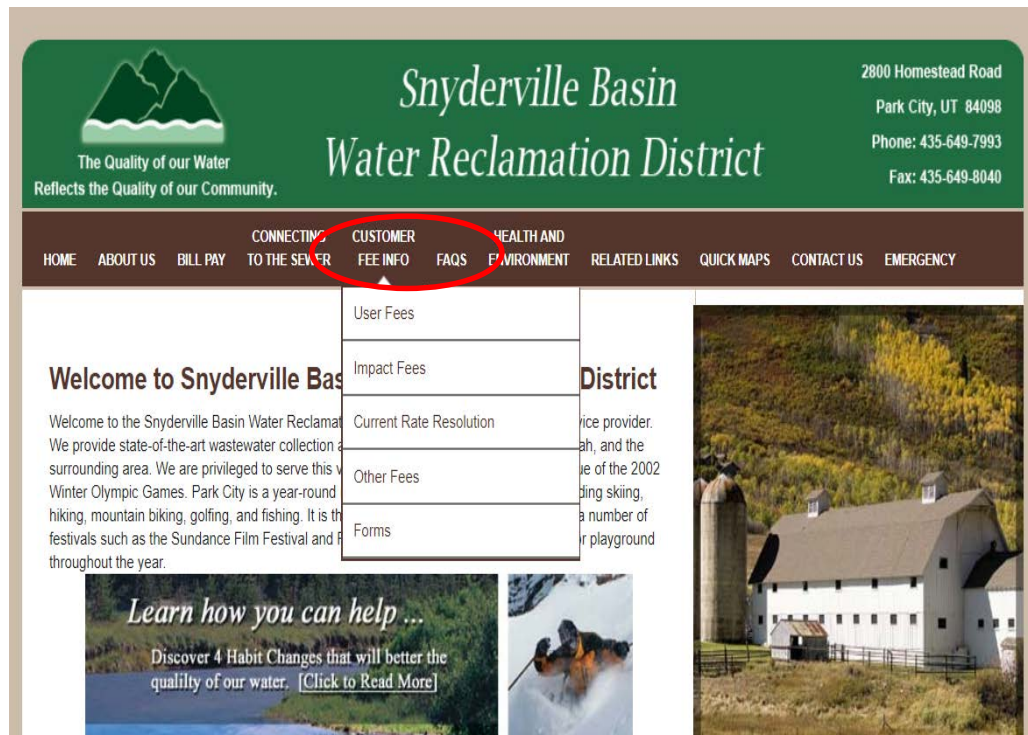 The Quality of our Water
Reflects the Quality of our Community.
Snyderville Basin
Water Reclamation District
2800 Homestead Road
Park City, UT 84098
Phone: 435-649-7993
Fax: 435-649-8040
HOME
ABOUT US
BILL PAY
CONNECTING
TO THE SEWER
CUSTOMER
FEE INFO
FAQS
HEALTH AND
ENVIRONMENT
RELATED LINKS
QUICK MAPS
CONTACT US
EMERGENCY
User Fees
Impact Fees
Current Rate Resolution
Other Fees
Forms
Welcome to Snyderville Bas District
Welcome to the Snyderville Basin Water Reclamat vice provider.
We provide state-of-the-art wastewater collection a ah, and the
surrounding area. We are privileged to serve this v ue of the 2002
Winter Olympic Games. Park City is a year-round ding skiing,
hiking, mountain biking, golfing, and fishing. It is th a number of
festivals such as the Sundance Film Festival and or playground
throughout the year.
Learn how you can help ...
Discover 4 Habit Changes that will better the
qualilty of our water. [Click to Read More]